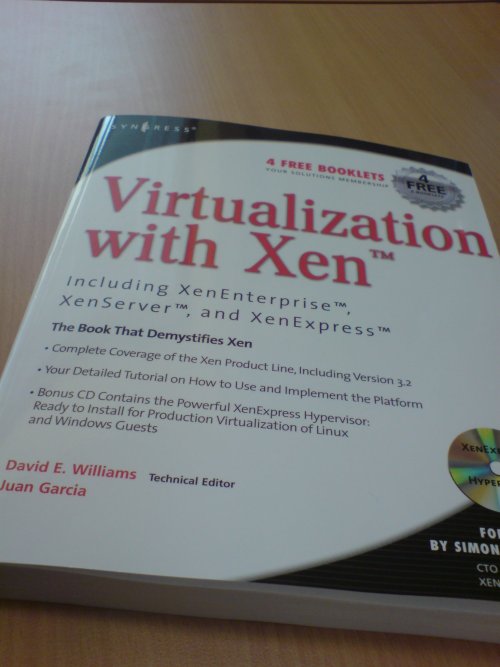 SYNGRESS®
4 FREE BOOKLETS
YOUR SOLUTIONS MEMBERSHIP
4
FREE
BOOKLETS
Virtualization
with Xen™
Including XenEnterprise™,
XenServer™, and XenExpress™
The Book That Demystifies Xen
• Complete Coverage of the Xen Product Line, Including Version 3.2
• Your Detailed Tutorial on How to Use and Implement the Platform
• Bonus CD Contains the Powerful XenExpress Hypervisor:
Ready to Install for Production Virtualization of Linux
and Windows Guests
David E. Williams
Juan Garcia
Technical Editor
BY SIMON
CTO